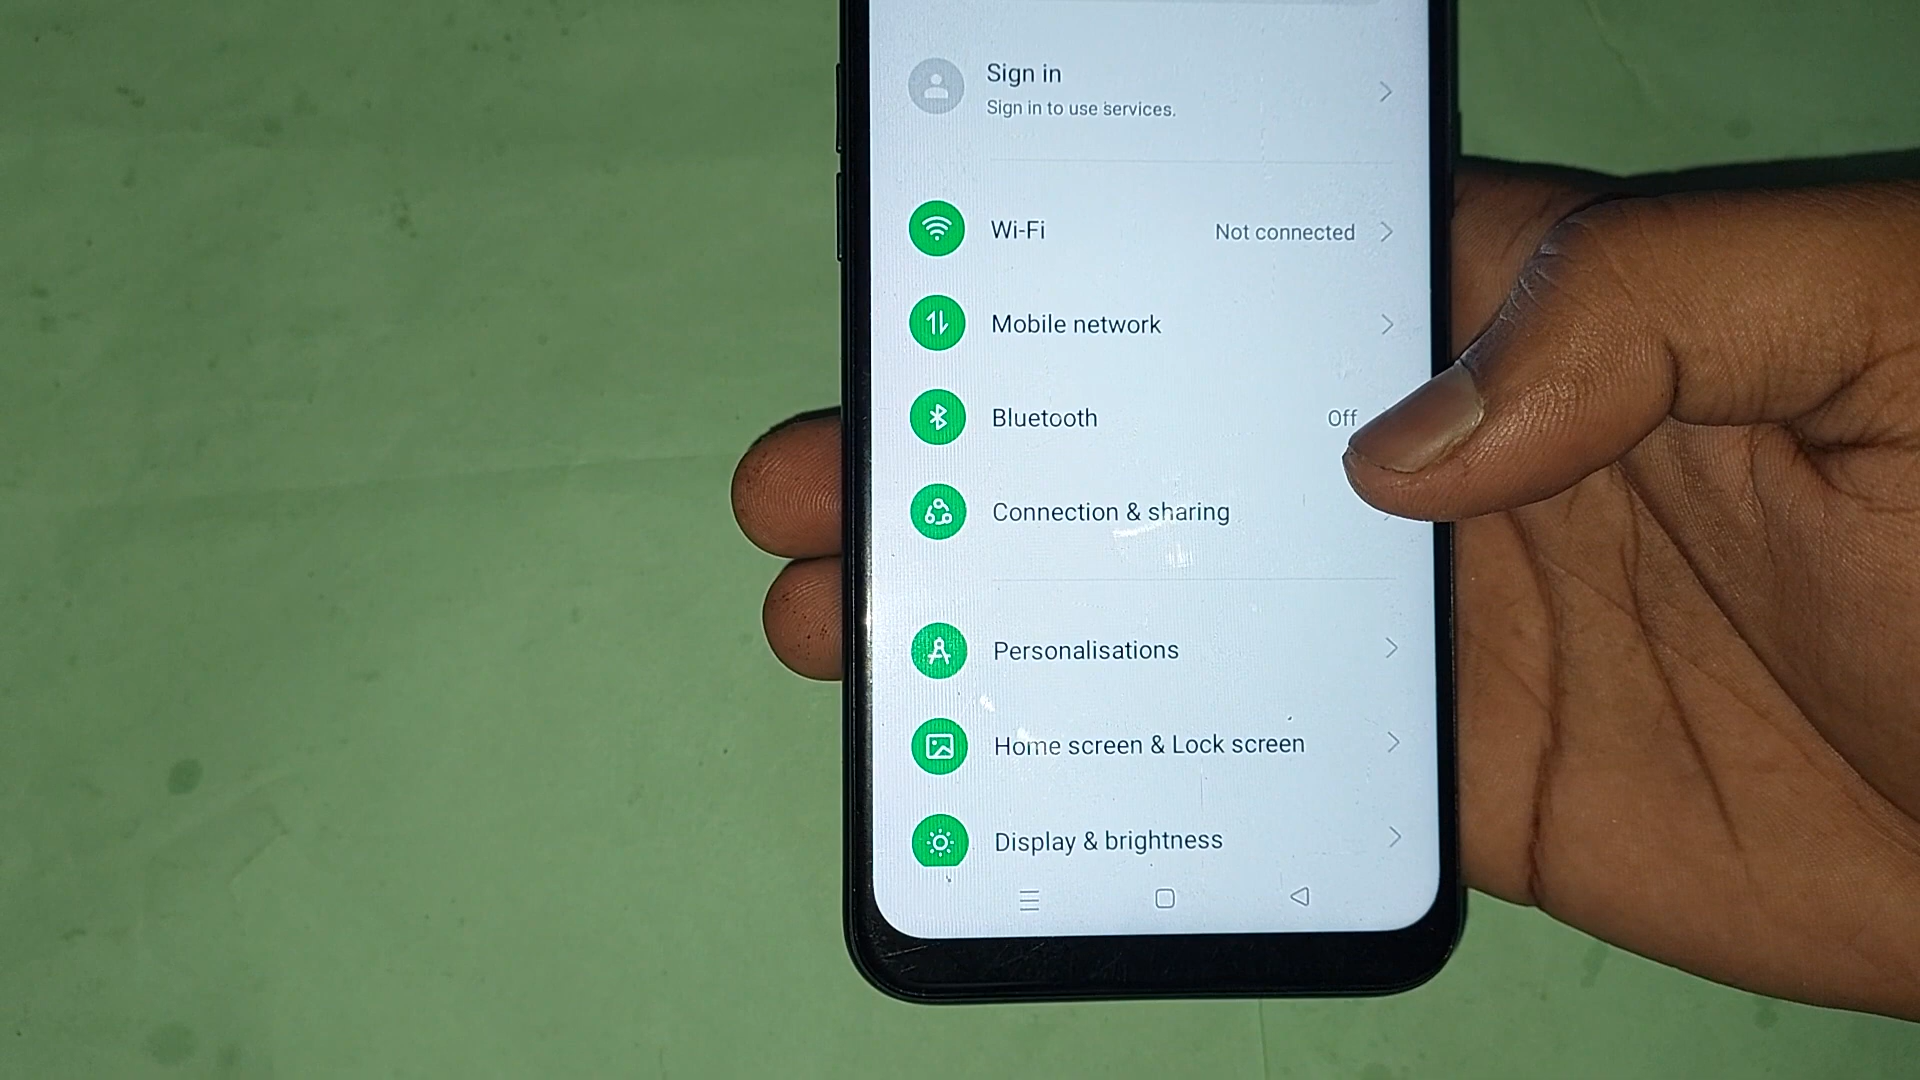 Sign in
Sign in to use services.
Wi-Fi Not connected
Mobile network
Bluetooth Off
Connection & sharing
Personalisations
Home screen & Lock screen
Display & brightness